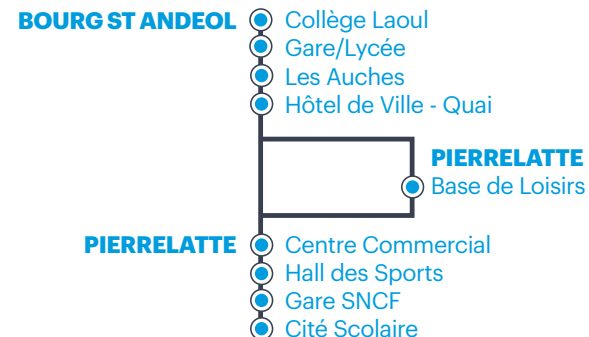 BOURG ST ANDEOL Collège Laoul
Gare/Lycée
Les Auches
Hôtel de Ville - Quai
PIERRELATTE
Base de Loisirs
PIERRELATTE Centre Commercial
Hall des Sports
Gare SNCF
Cité Scolaire